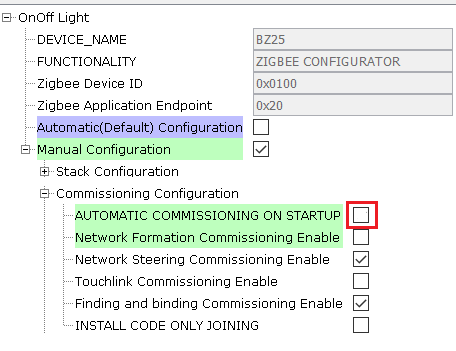 OnOff Light
DEVICE_NAME BZ25
FUNCTIONALITY ZIGBEE CONFIGURATOR
Zigbee Device ID 0x0100
Zigbee Application Endpoint 0x20
Automatic(Default) Configuration
Manual Configuration
Stack Configuration
Commissioning Configuration
AUTOMATIC COMMISSIONING ON STARTUP
Network Formation Commissioning Enable
Network Steering Commissioning Enable
Touchlink Commissioning Enable
Finding and binding Commissioning Enable
INSTALL CODE ONLY JOINING